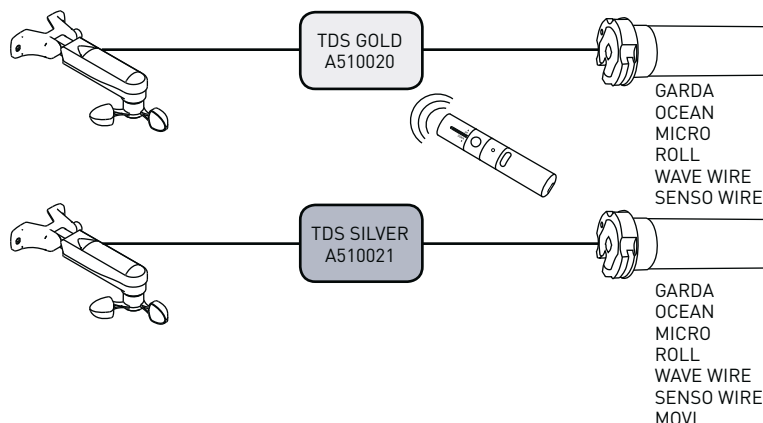 TDS GOLD
A510020
GARDA
OCEAN
MICRO
ROLL
WAVE WIRE
SENSO WIRE
TDS SILVER
A510021
GARDA
OCEAN
MICRO
ROLL
WAVE WIRE
SENSO WIRE
MOVI